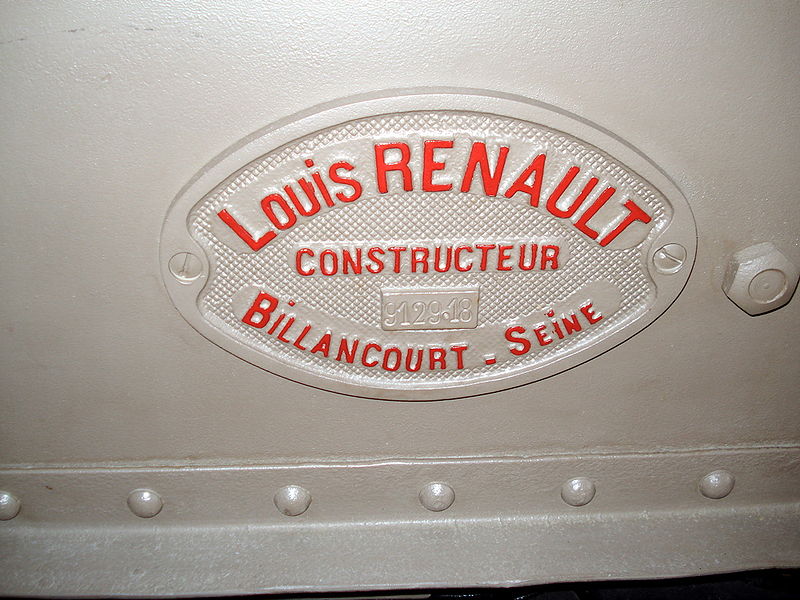 Louis RENAULT
CONSTRUCTEUR
9129-18
BiLLANCOURT - SEiNE